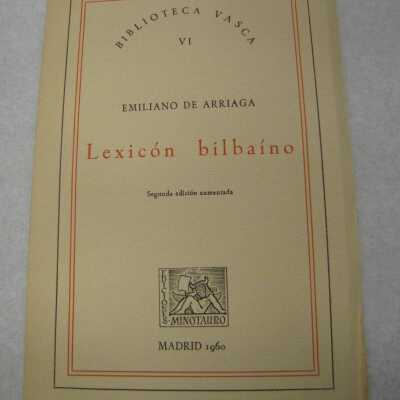 BIBLIOTECA VASCA
VI
EMILIANO DE ARRIAGA
Lexicón bilbaíno
Segunda edición aumentada
EDICIONES
MINOTAURO
MADRID 1960